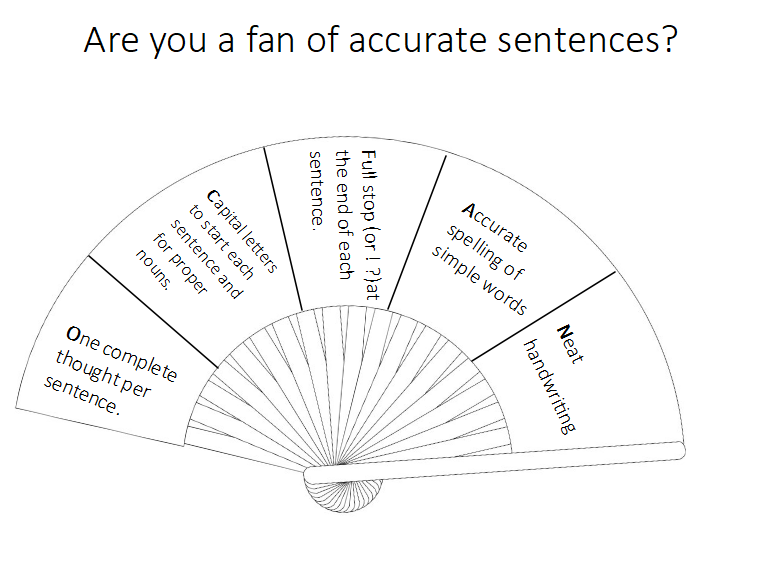 Are you a fan of accurate sentences?
One complete
thought per
sentence.
Capital letters
to start each
sentence and
for proper
nouns.
Full stop (or ! ?)at
the end of each
sentence.
Accurate
spelling of
simple words
Neat
handwriting